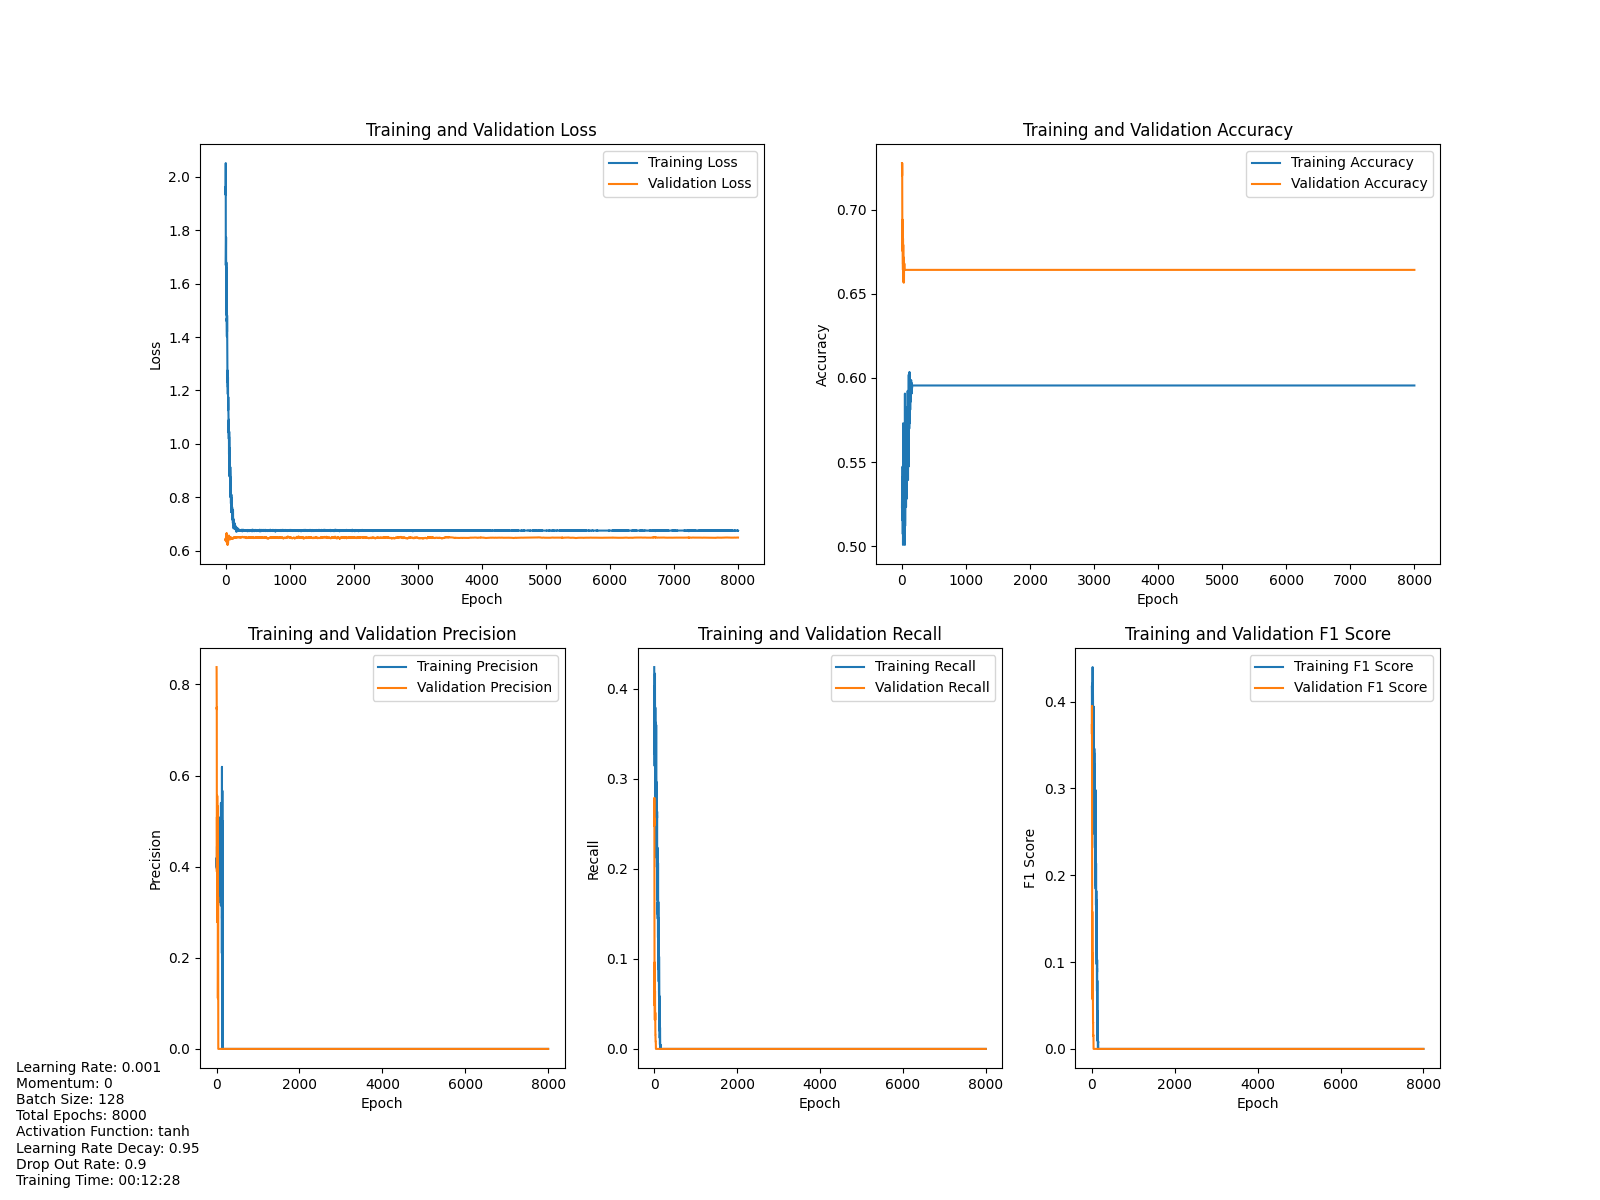 Training and Validation Loss
Training Loss
Validation Loss
2.0
1.8
1.6
1.4
1.2
1.0
0.8
0.6
Loss
0 1000 2000 3000 4000 5000 6000 7000 8000
Epoch
Training and Validation Accuracy
Training Accuracy
Validation Accuracy
0.70
0.65
0.60
0.55
0.50
Accuracy
0 1000 2000 3000 4000 5000 6000 7000 8000
Epoch
Training and Validation Precision
Training Precision
Validation Precision
0.8
0.6
0.4
0.2
0.0
Precision
0 2000 4000 6000 8000
Epoch
Training and Validation Recall
Training Recall
Validation Recall
0.4
0.3
0.2
0.1
0.0
Recall
0 2000 4000 6000 8000
Epoch
Training and Validation F1 Score
Training F1 Score
Validation F1 Score
0.4
0.3
0.2
0.1
0.0
F1 Score
0 2000 4000 6000 8000
Epoch
Learning Rate: 0.001
Momentum: 0
Batch Size: 128
Total Epochs: 8000
Activation Function: tanh
Learning Rate Decay: 0.95
Drop Out Rate: 0.9
Training Time: 00:12:28